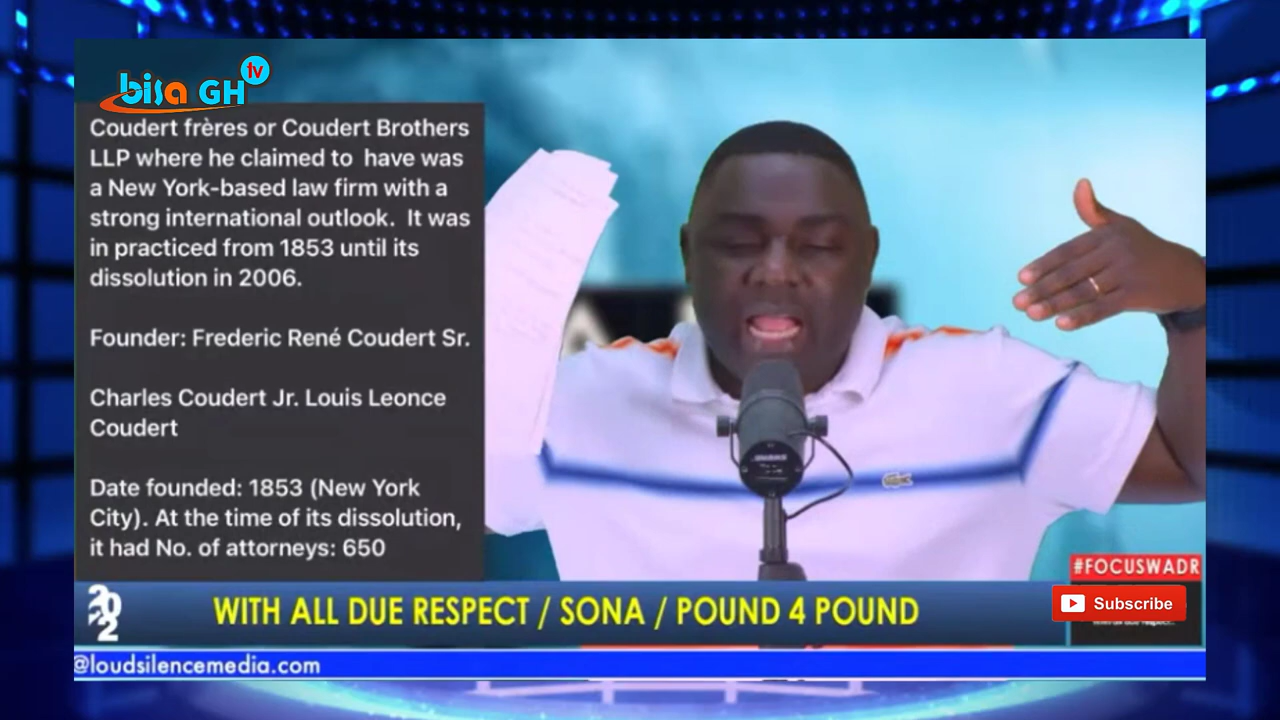 bisa GH tv
Coudert frères or Coudert Brothers
LLP where he claimed to  have was
a New York-based law firm with a
strong international outlook.  It was
in practiced from 1853 until its
dissolution in 2006.
Founder: Frederic René Coudert Sr.
Charles Coudert Jr. Louis Leonce
Coudert
Date founded: 1853 (New York
City). At the time of its dissolution,
it had No. of attorneys: 650
#FOCUSWADR
Subscribe
2022
WITH ALL DUE RESPECT / SONA / POUND 4 POUND
@loudsilencemedia.com